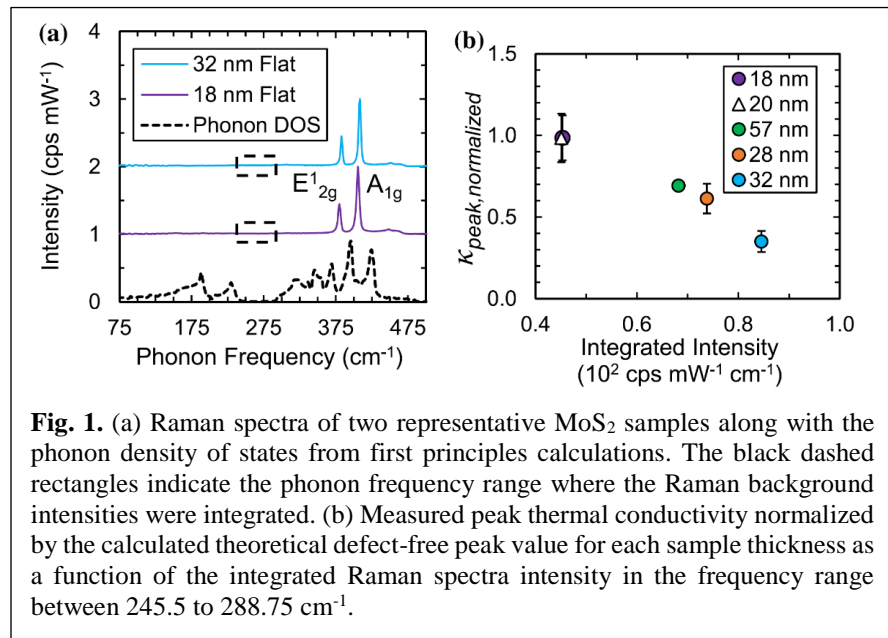 (a)
4
3
2
1
0
Intensity (cps mW⁻¹)
32 nm Flat
18 nm Flat
Phonon DOS
E¹₂g
A₁g
75
175
275
375
475
Phonon Frequency (cm⁻¹)
(b)
1.5
1.0
0.5
0.0
κpeak,normalized
18 nm
20 nm
57 nm
28 nm
32 nm
0.4
0.6
0.8
1.0
Integrated Intensity
(10² cps mW⁻¹ cm⁻¹)
Fig. 1. (a) Raman spectra of two representative MoS₂ samples along with the
phonon density of states from first principles calculations. The black dashed
rectangles indicate the phonon frequency range where the Raman background
intensities were integrated. (b) Measured peak thermal conductivity normalized
by the calculated theoretical defect-free peak value for each sample thickness as
a function of the integrated Raman spectra intensity in the frequency range
between 245.5 to 288.75 cm⁻¹.